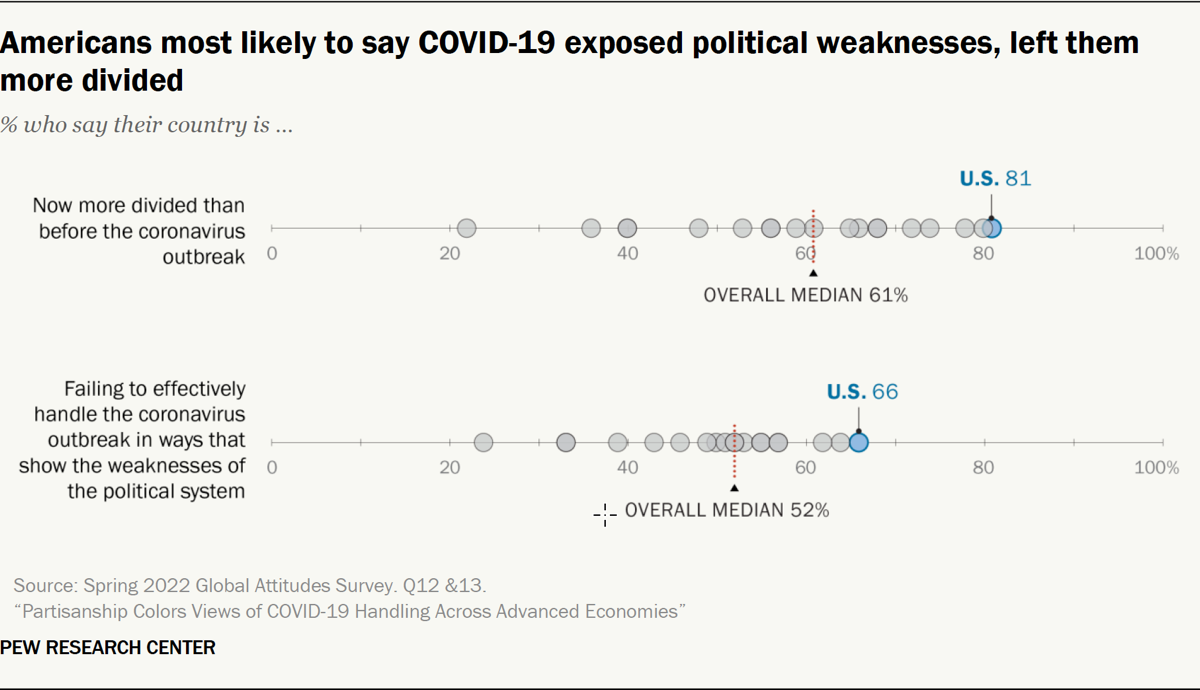 Americans most likely to say COVID-19 exposed political weaknesses, left them
more divided
% who say their country is ...
U.S. 81
Now more divided than
before the coronavirus
outbreak
0 20 40 60 80 100%
OVERALL MEDIAN 61%
U.S. 66
Failing to effectively
handle the coronavirus
outbreak in ways that
show the weaknesses of
the political system
0 20 40 60 80 100%
OVERALL MEDIAN 52%
Source: Spring 2022 Global Attitudes Survey. Q12 &13.
“Partisanship Colors Views of COVID-19 Handling Across Advanced Economies”
PEW RESEARCH CENTER